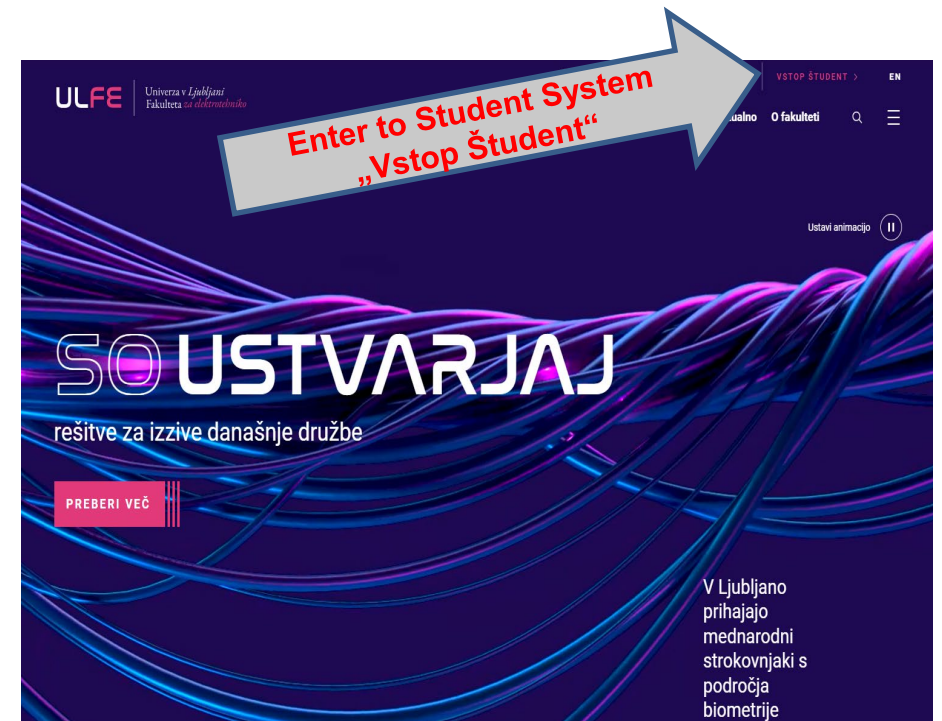 Enter to Student System
„Vstop Študent“
VSTOP ŠTUDENT >
EN
ULFE
Univerza v Ljubljani
Fakulteta za elektrotehniko
O fakulteti
Ustavi animacijo
SO USTVARJAJ
rešitve za izzive današnje družbe
PREBERI VEČ
V Ljubljano
prihajajo
mednarodni
strokovnjaki s
področja
biometrije